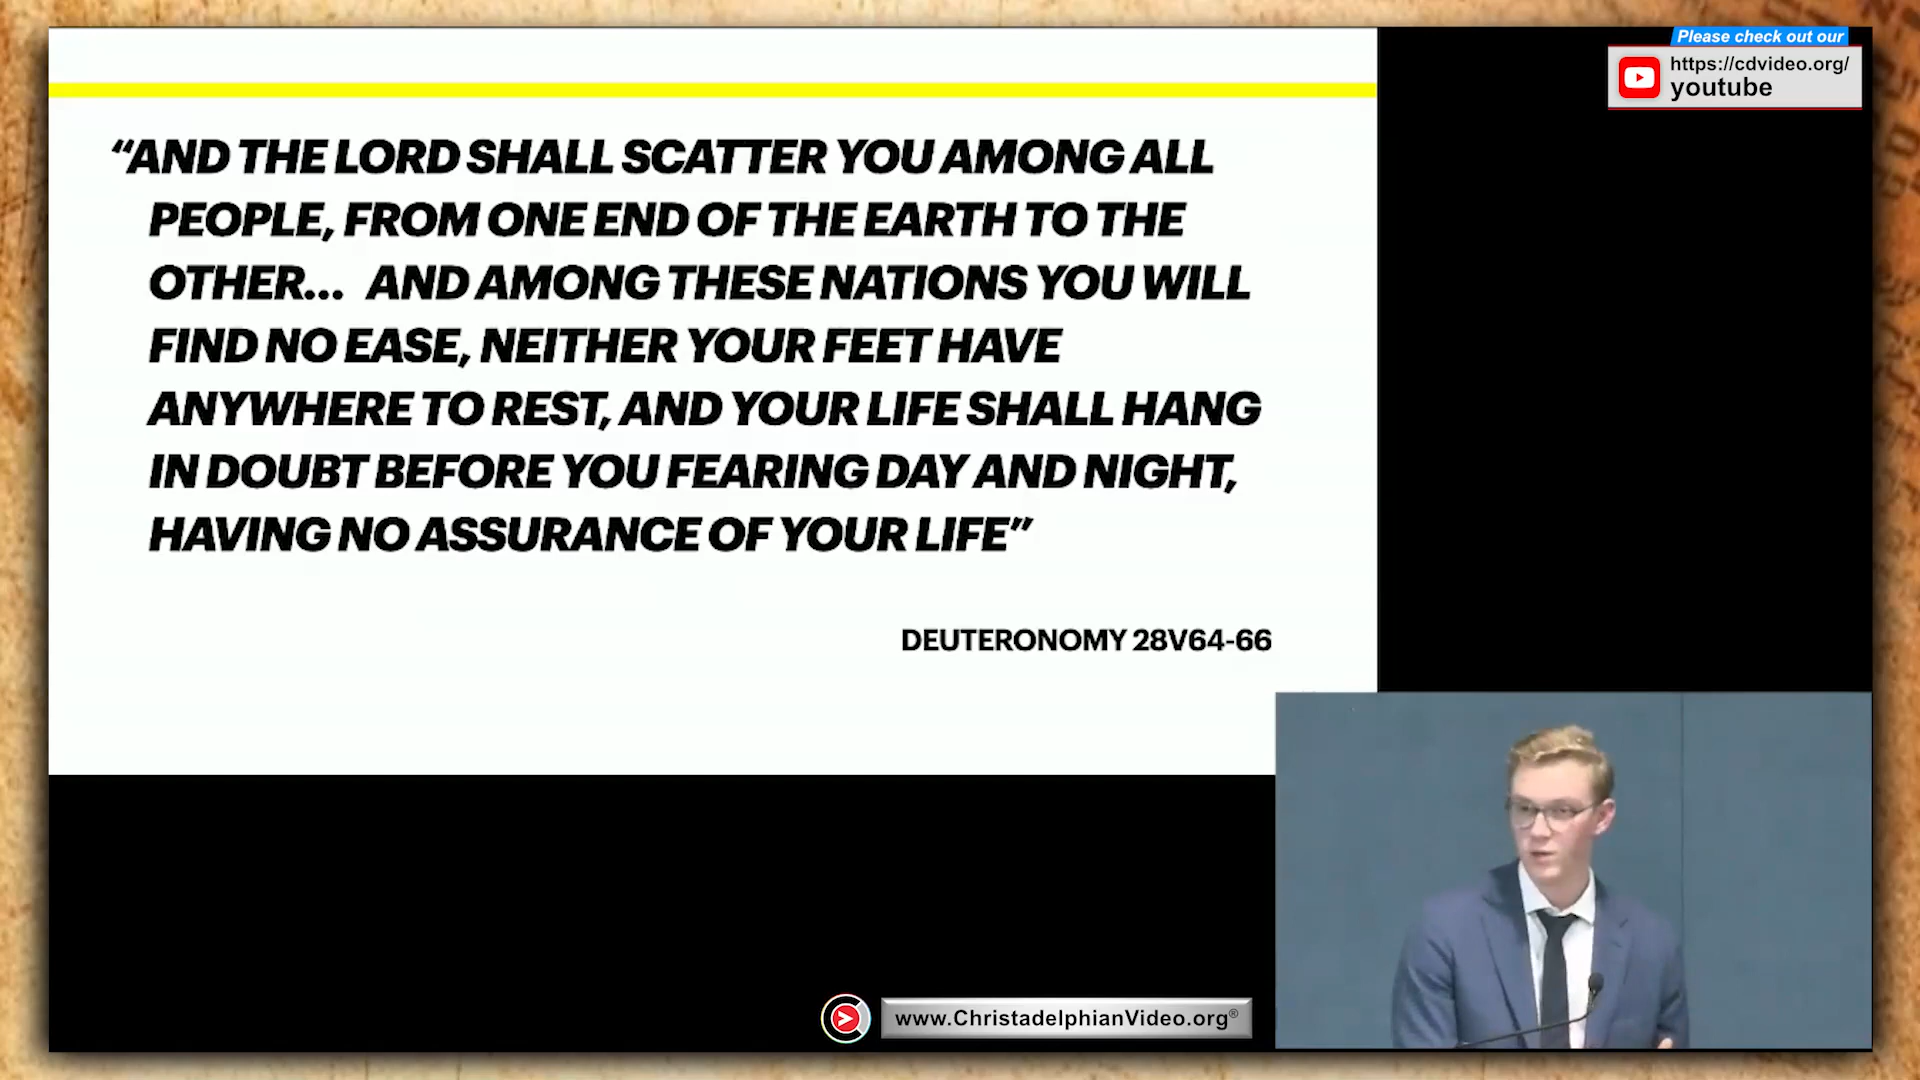 Please check out our
https://cdvideo.org/
youtube
“AND THE LORD SHALL SCATTER YOU AMONG ALL
PEOPLE, FROM ONE END OF THE EARTH TO THE
OTHER... AND AMONG THESE NATIONS YOU WILL
FIND NO EASE, NEITHER YOUR FEET HAVE
ANYWHERE TO REST, AND YOUR LIFE SHALL HANG
IN DOUBT BEFORE YOU FEARING DAY AND NIGHT,
HAVING NO ASSURANCE OF YOUR LIFE”
DEUTERONOMY 28V64-66
www.ChristadelphianVideo.org®